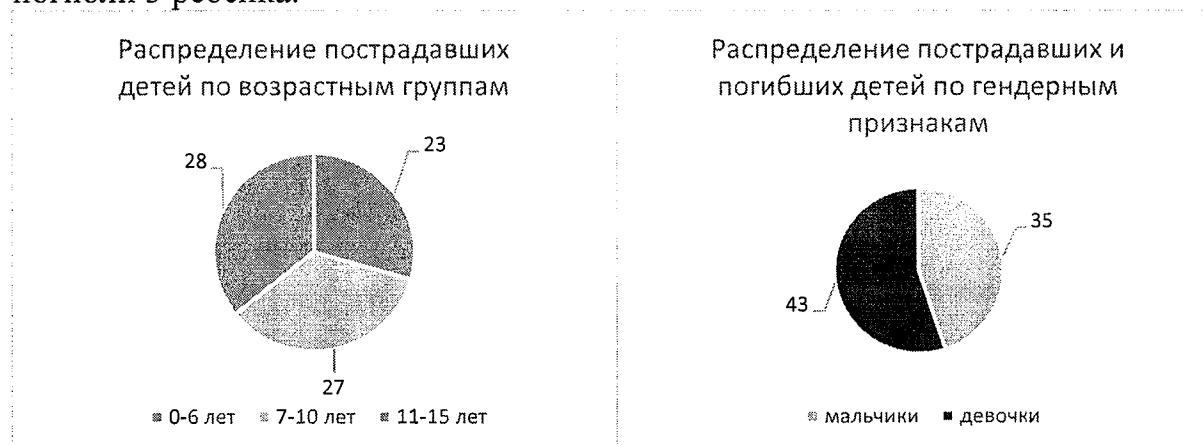 Распределение пострадавших
детей по возрастным группам
28
23
27
0-6 лет 7-10 лет 11-15 лет
Распределение пострадавших и
погибших детей по гендерным
признакам
35
43
мальчики девочки